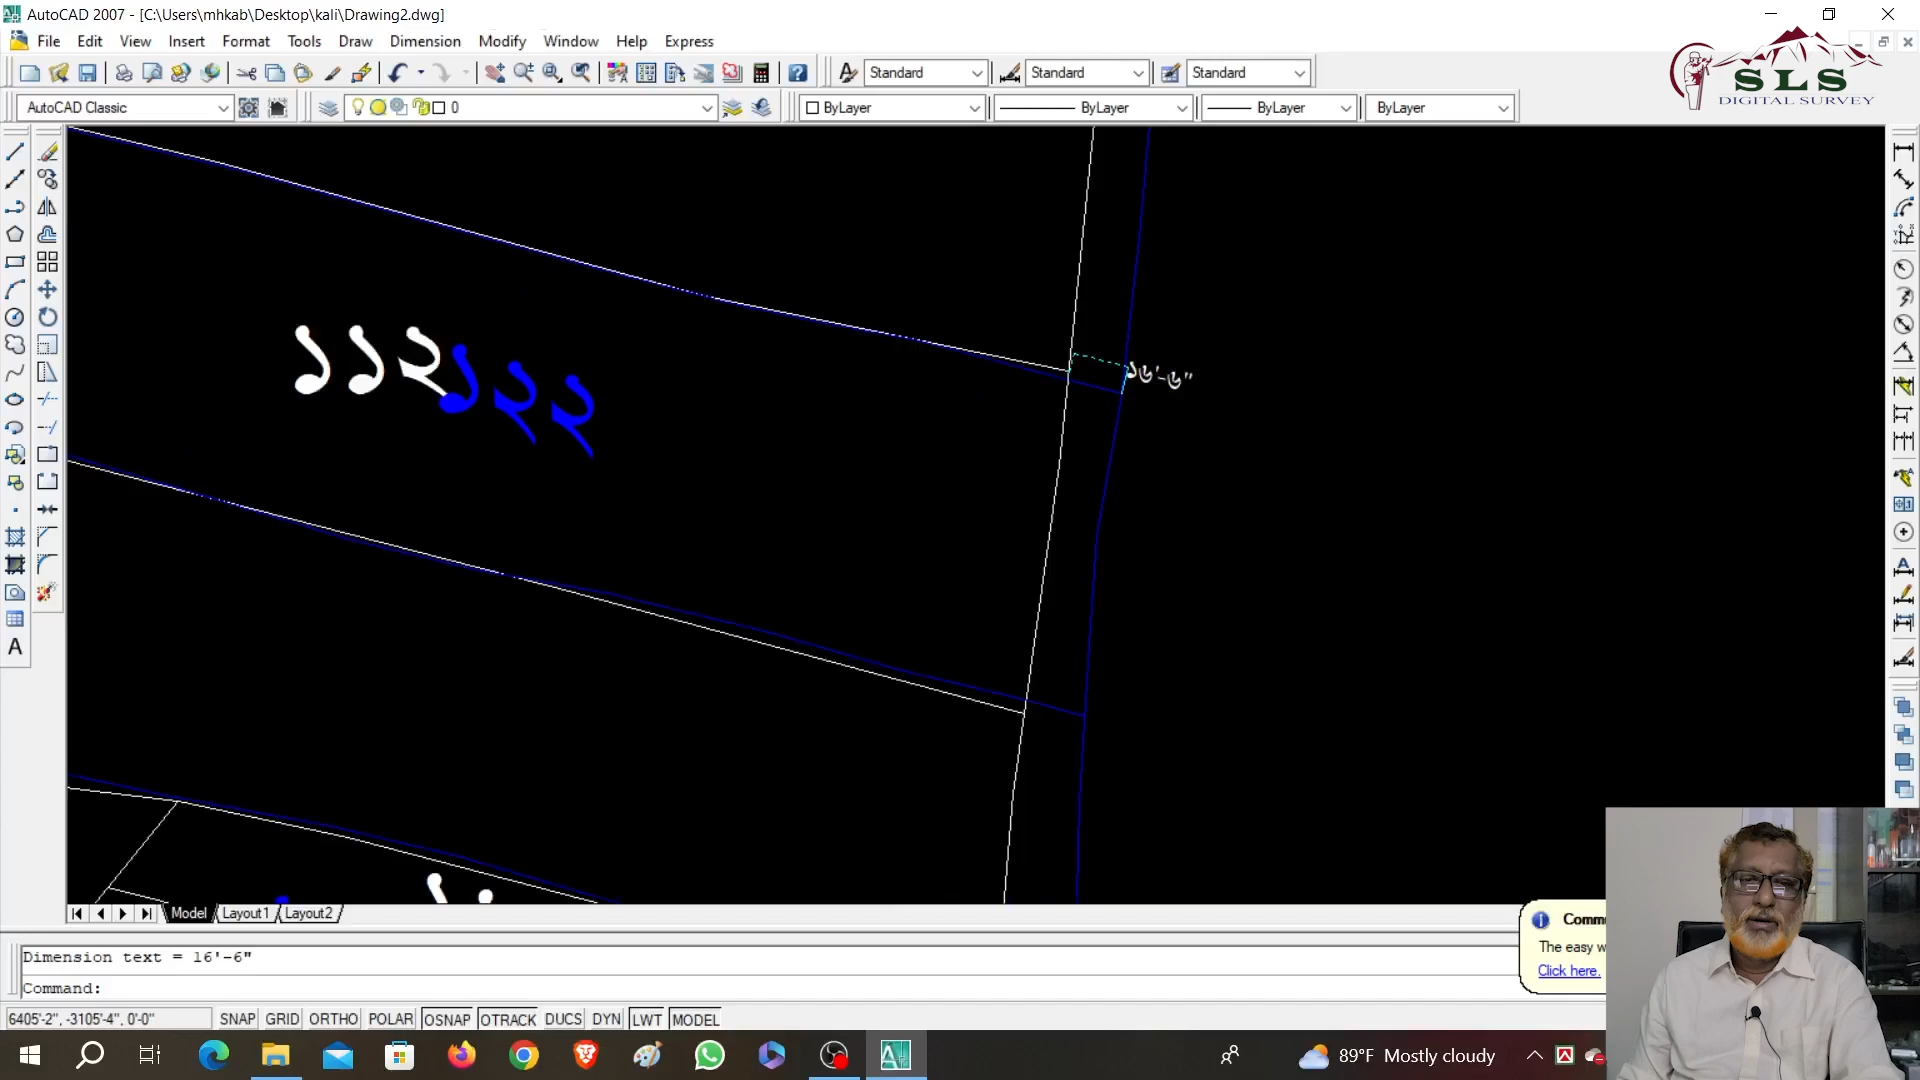 AutoCAD 2007 - [C:\Users\mhkab\Desktop\kali\Drawing2.dwg]
File Edit View Insert Format Tools Draw Dimension Modify Window Help Express
Standard Standard Standard
SLS
DIGITAL SURVEY
AutoCAD Classic 0 ByLayer ByLayer ByLayer ByLayer
১১২
১২২
১৬'-৬"
Model Layout1 Layout2
Dimension text = 16'-6"
Command:
The easy w
Click here.
6405'-2", -3105'-4", 0'-0" SNAP GRID ORTHO POLAR OSNAP OTRACK DUCS DYN LWT MODEL
89°F Mostly cloudy